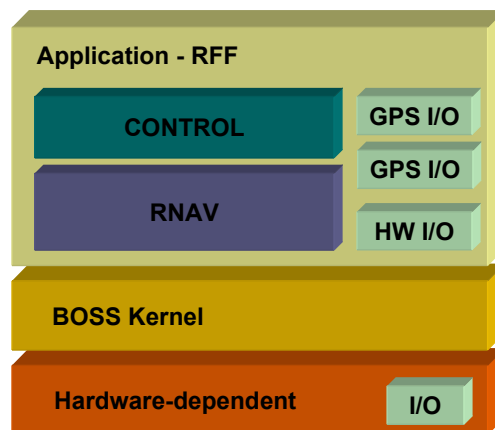 Application - RFF
CONTROL
GPS I/O
GPS I/O
RNAV
HW I/O
BOSS Kernel
Hardware-dependent
I/O